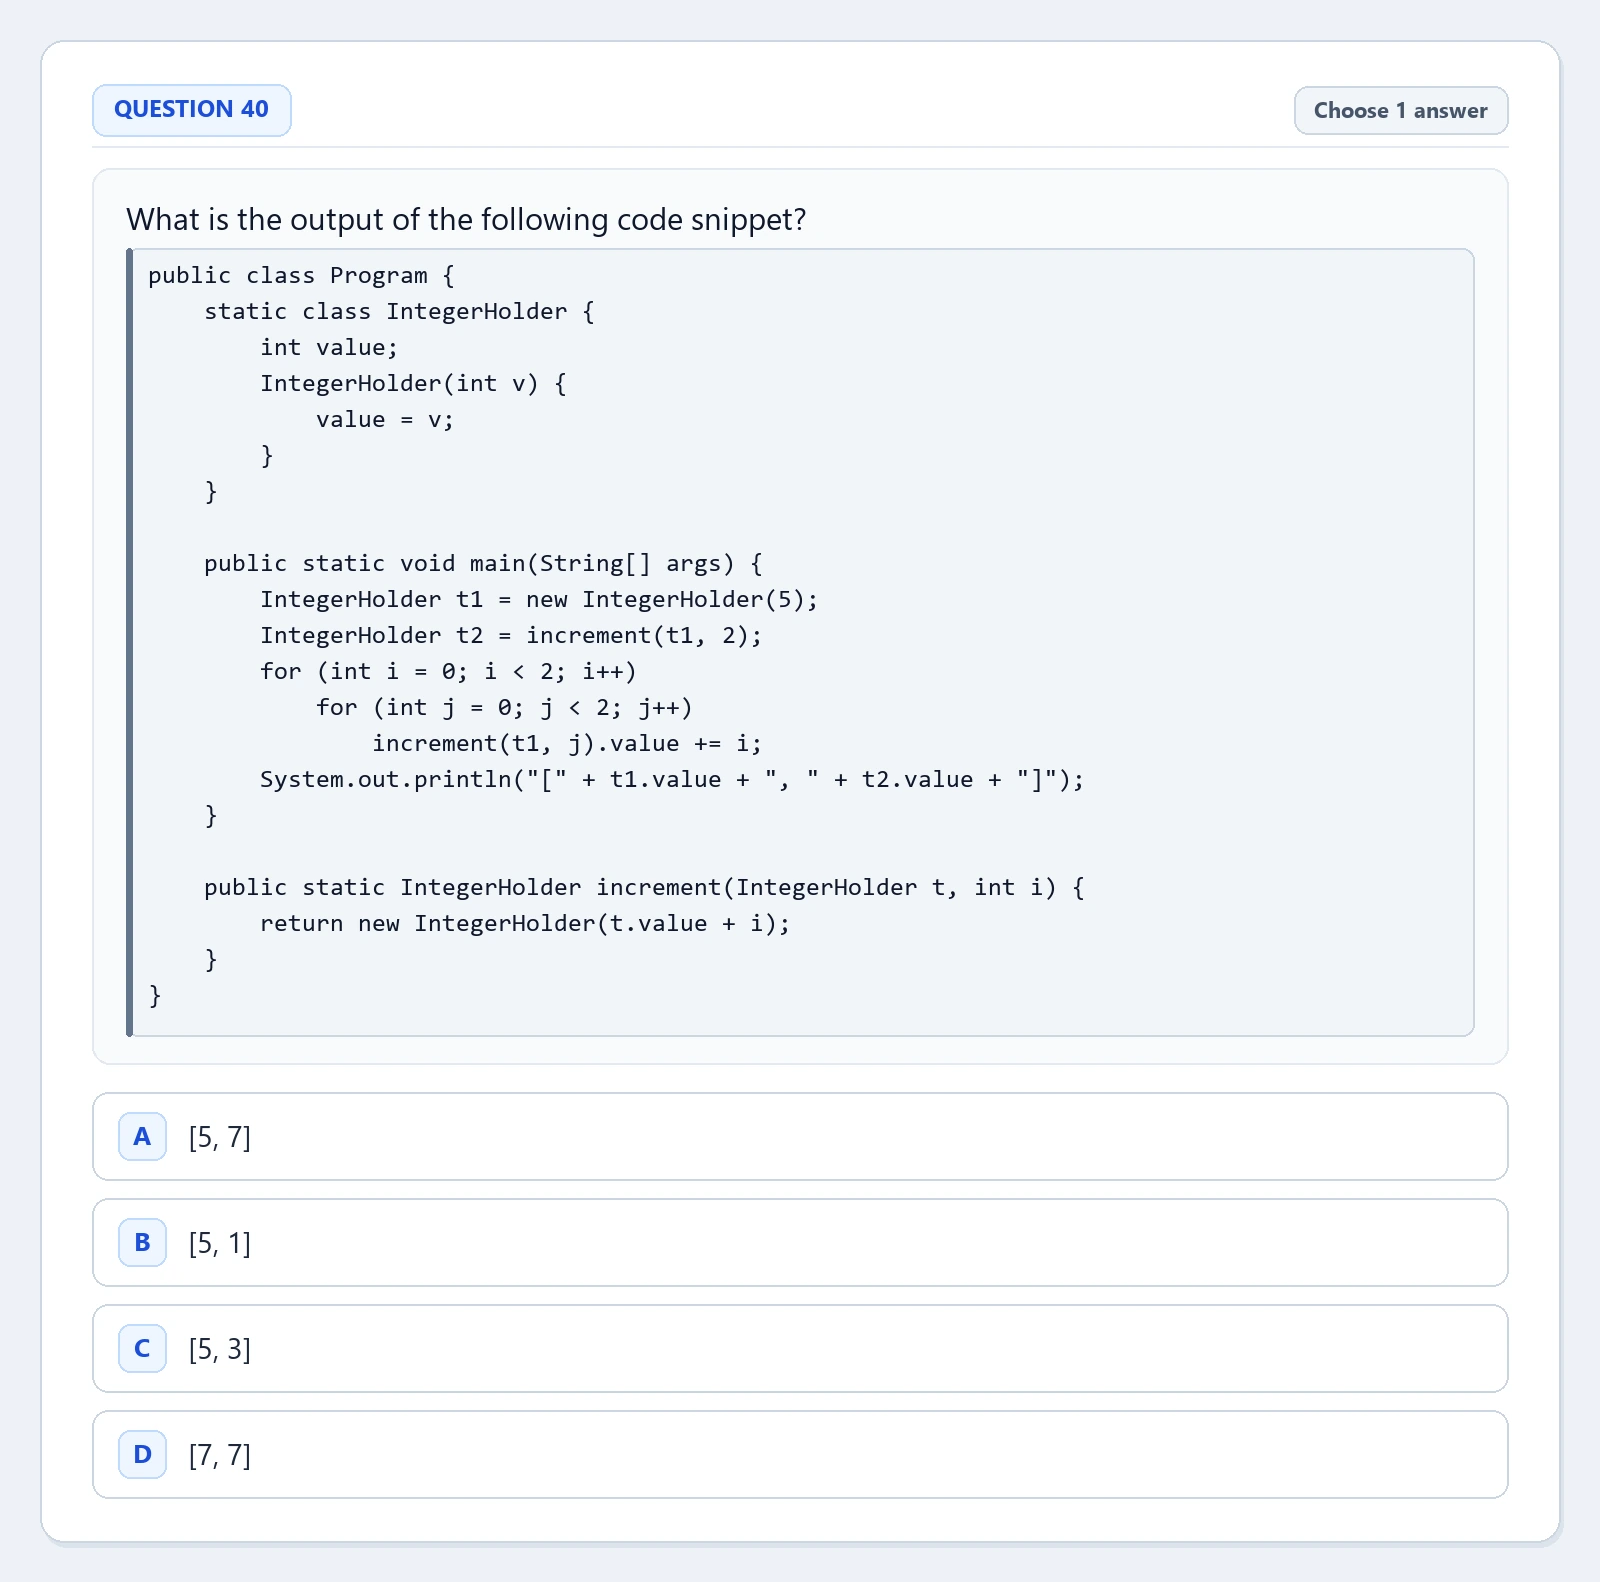 QUESTION 40
Choose 1 answer
What is the output of the following code snippet?
public class Program {
    static class IntegerHolder {
        int value;
        IntegerHolder(int v) {
            value = v;
        }
    }

    public static void main(String[] args) {
        IntegerHolder t1 = new IntegerHolder(5);
        IntegerHolder t2 = increment(t1, 2);
        for (int i = 0; i < 2; i++)
            for (int j = 0; j < 2; j++)
                increment(t1, j).value += i;
        System.out.println("[" + t1.value + ", " + t2.value + "]");
    }

    public static IntegerHolder increment(IntegerHolder t, int i) {
        return new IntegerHolder(t.value + i);
    }
}
A [5, 7]
B [5, 1]
C [5, 3]
D [7, 7]